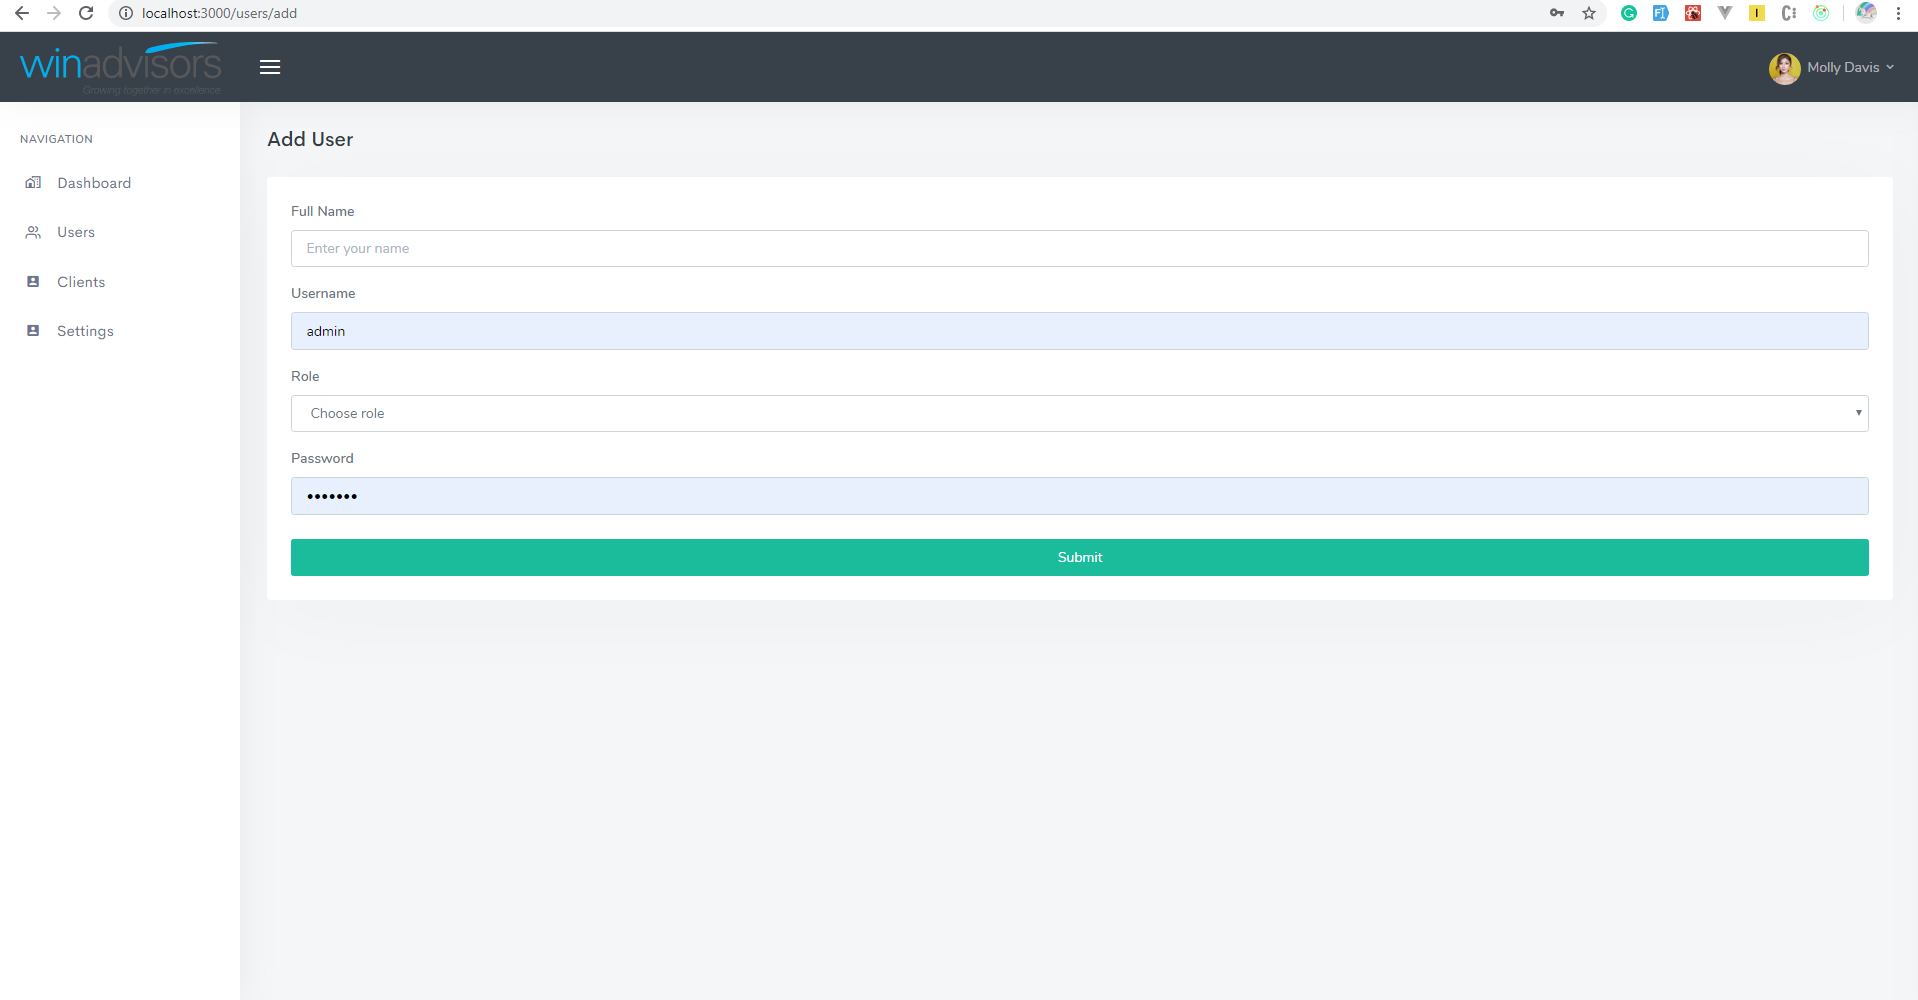 localhost:3000/users/add
winadvisors
Growing together in excellence
Molly Davis
NAVIGATION
Dashboard
Users
Clients
Settings
Add User
Full Name
Enter your name
Username
admin
Role
Choose role
Password
•••••••
Submit